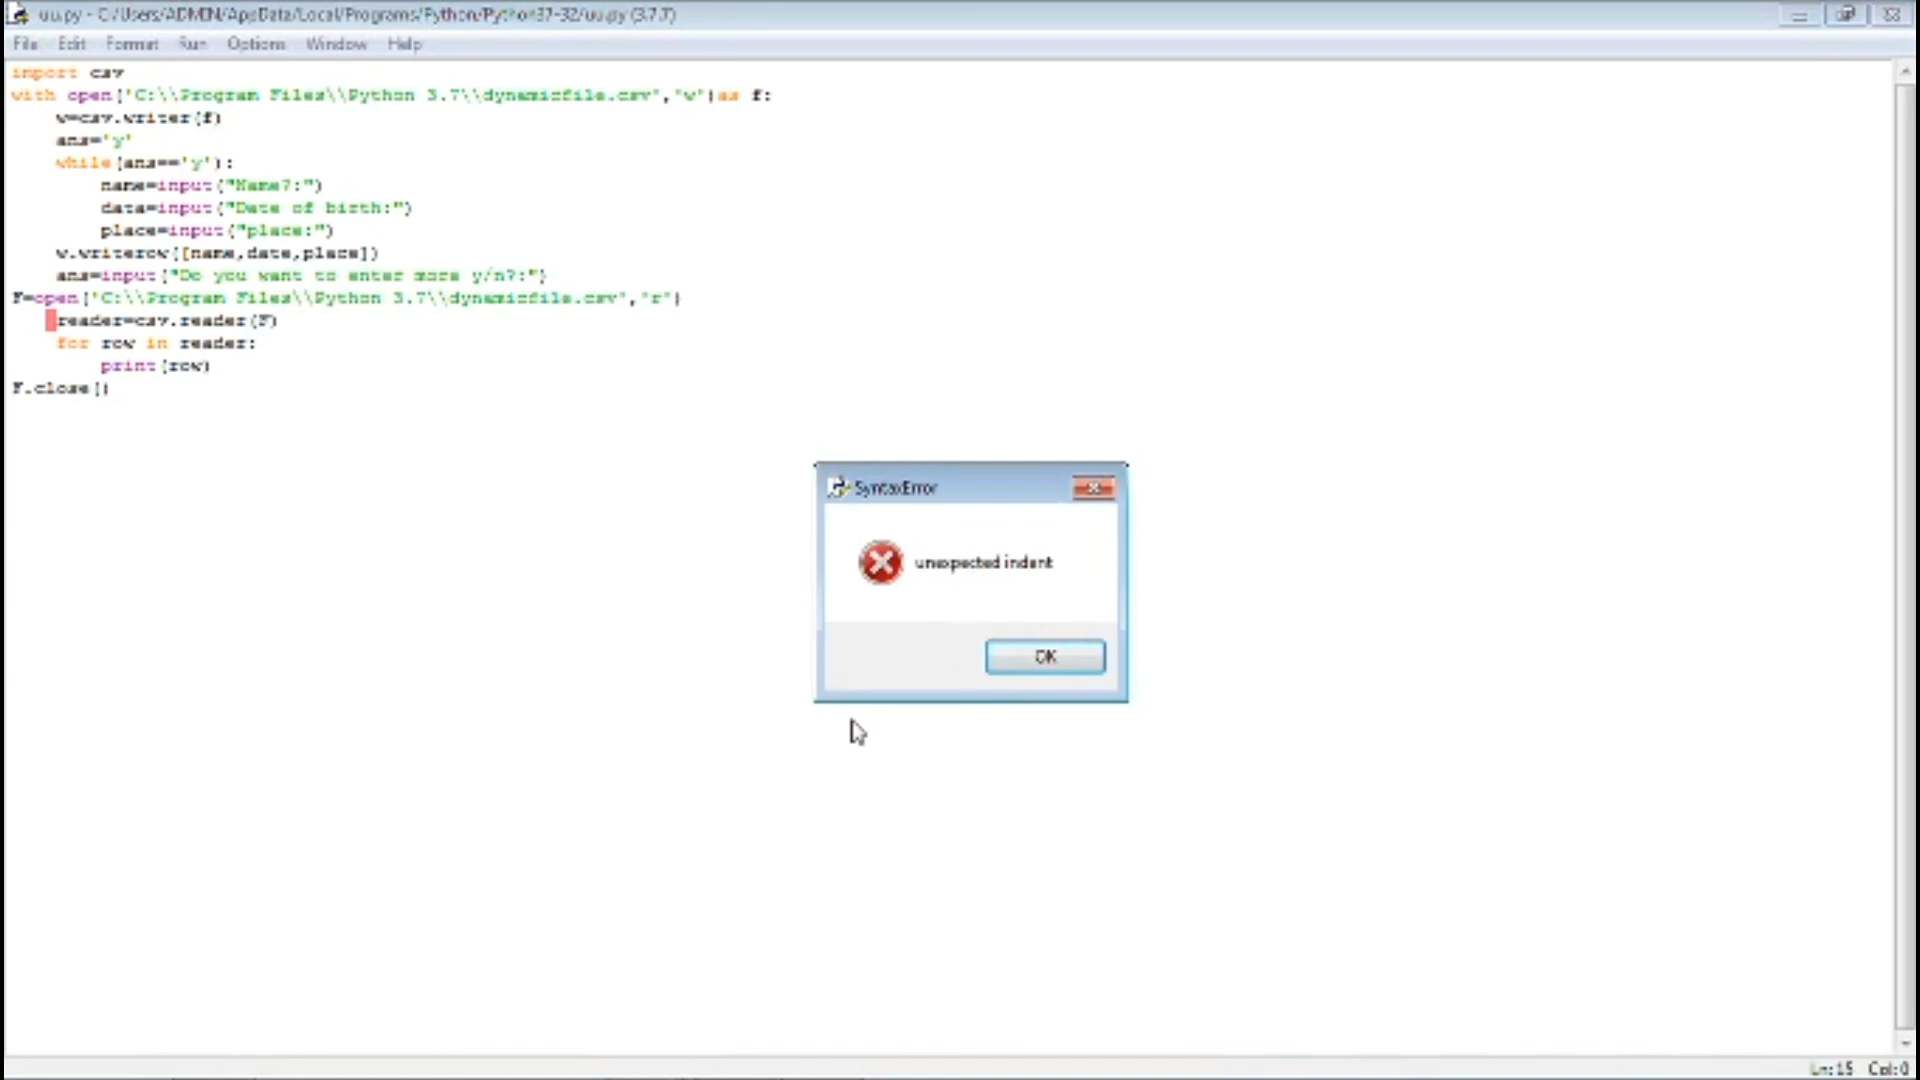 uu.py - C:/Users/ADMIN/AppData/Local/Programs/Python/Python37-32/uu.py (3.7.7)
File Edit Format Run Options Window Help
import csv
with open('C:\\Program Files\\Python 3.7\\dynamicfile.csv','w')as f:
w=csv.writer(f)
ans='y'
while(ans=='y'):
name=input("Name?:")
data=input("Date of birth:")
place=input("place:")
w.writerow([name,date,place])
ans=input("Do you want to enter more y/n?:")
F=open('C:\\Program Files\\Python 3.7\\dynamicfile.csv','r')
reader=csv.reader(F)
for row in reader:
print(row)
F.close()
SyntaxError
unexpected indent
OK
Ln:15 Col:0